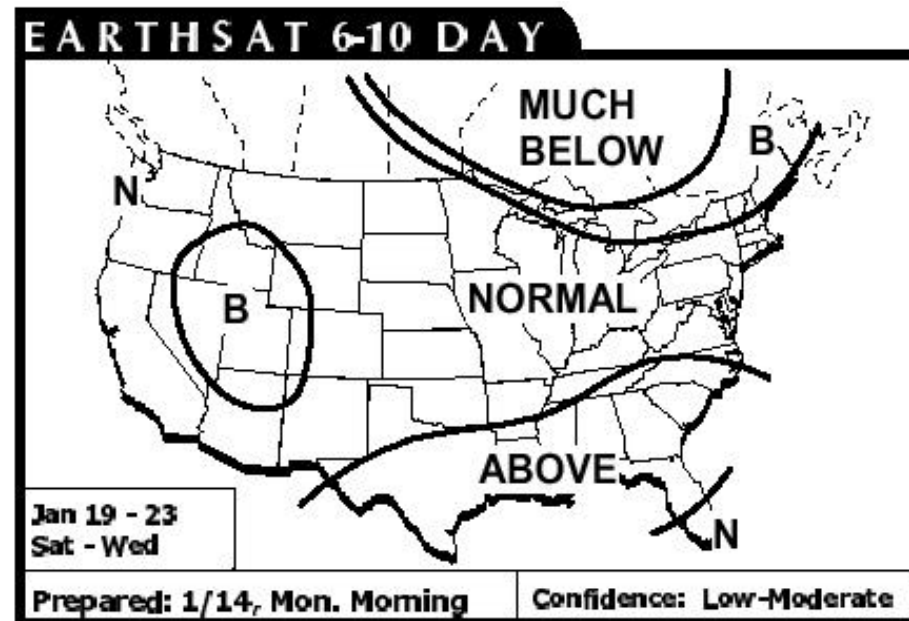 EARTHSAT 6-10 DAY
MUCH
BELOW
B
N
B
NORMAL
ABOVE
N
Jan 19 - 23
Sat - Wed
Prepared: 1/14, Mon. Morning
Confidence: Low-Moderate